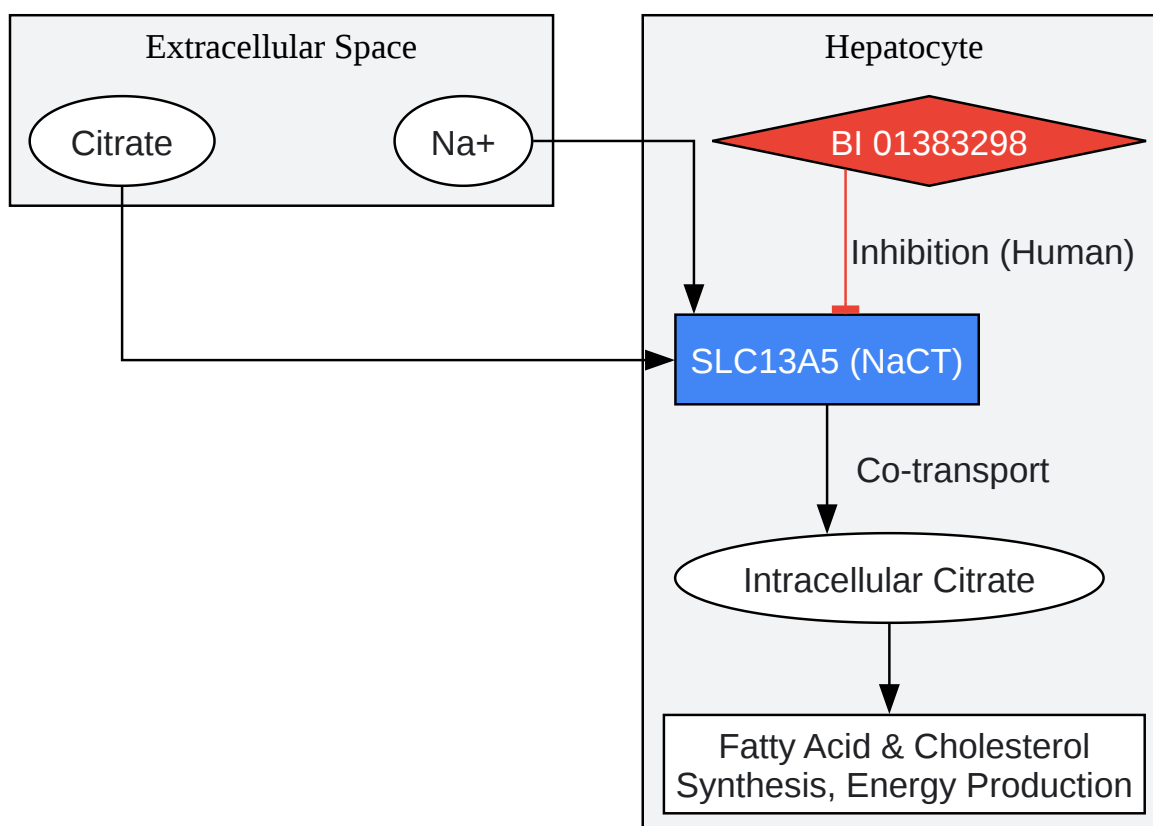 Extracellular Space
Hepatocyte
Citrate
Na+
BI 01383298
Inhibition (Human)
SLC13A5 (NaCT)
Co-transport
Intracellular Citrate
Fatty Acid & Cholesterol
Synthesis, Energy Production